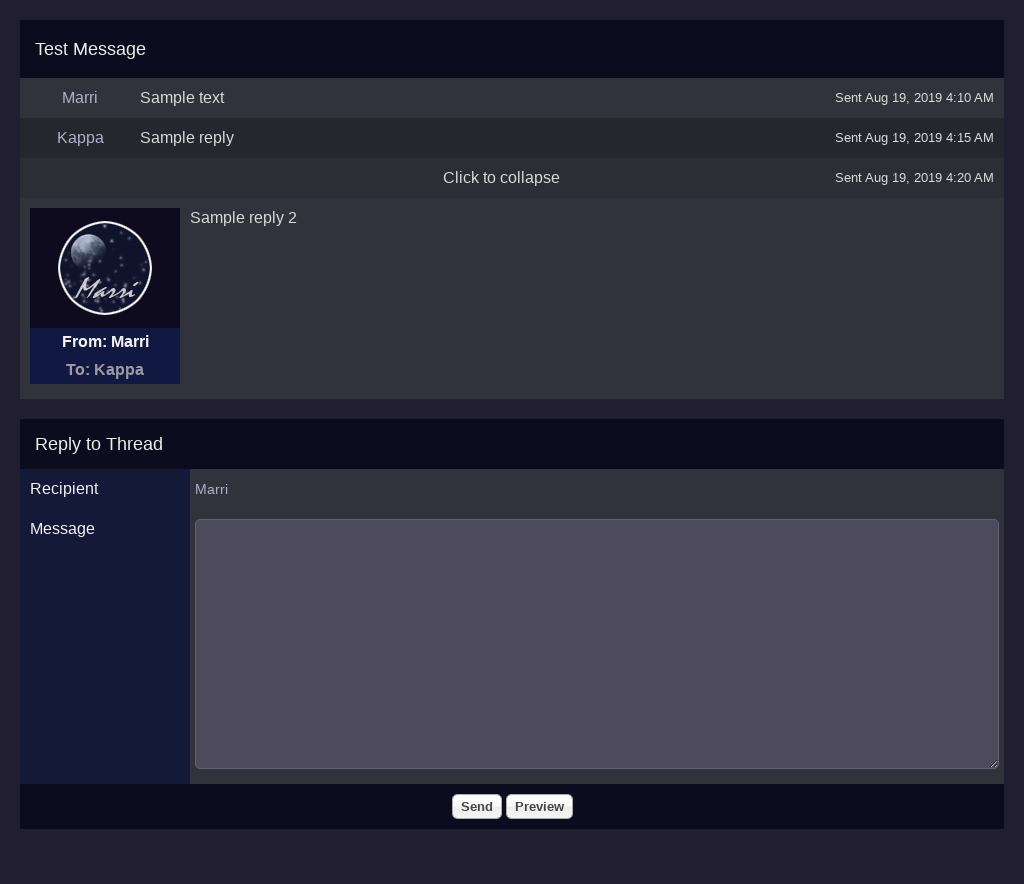 Test Message
Marri Sample text Sent Aug 19, 2019 4:10 AM
Kappa Sample reply Sent Aug 19, 2019 4:15 AM
Click to collapse Sent Aug 19, 2019 4:20 AM
Sample reply 2
Marri
From: Marri
To: Kappa
Reply to Thread
Recipient Marri
Message
Send Preview